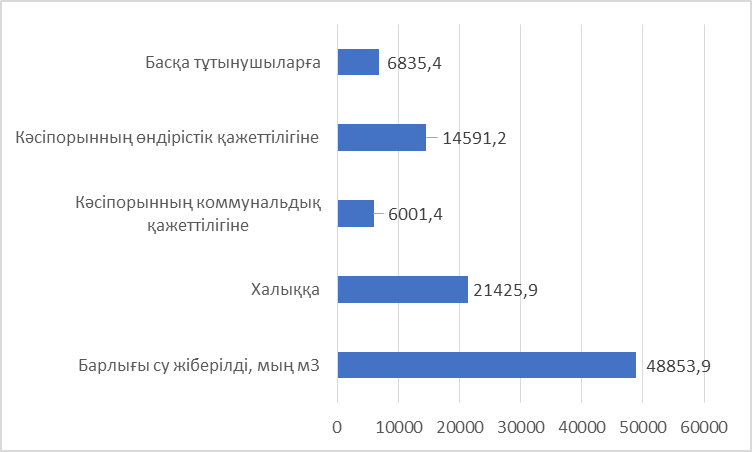 Басқа тұтынушыларға
6835,4
Кәсіпорынның өндірістік қажеттілігіне
14591,2
Кәсіпорынның коммунальдық
қажеттілігіне
6001,4
Халыққа
21425,9
Барлығы су жіберілді, мың м3
48853,9
0 10000 20000 30000 40000 50000 60000